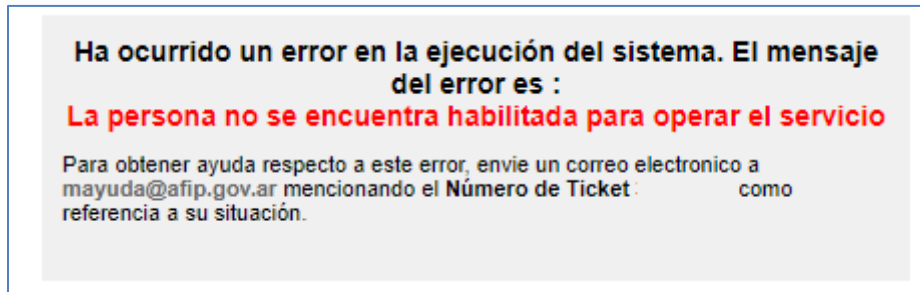 Ha ocurrido un error en la ejecución del sistema. El mensaje
del error es :
La persona no se encuentra habilitada para operar el servicio
Para obtener ayuda respecto a este error, envie un correo electronico a
mayuda@afip.gov.ar mencionando el Número de Ticket : como
referencia a su situación.